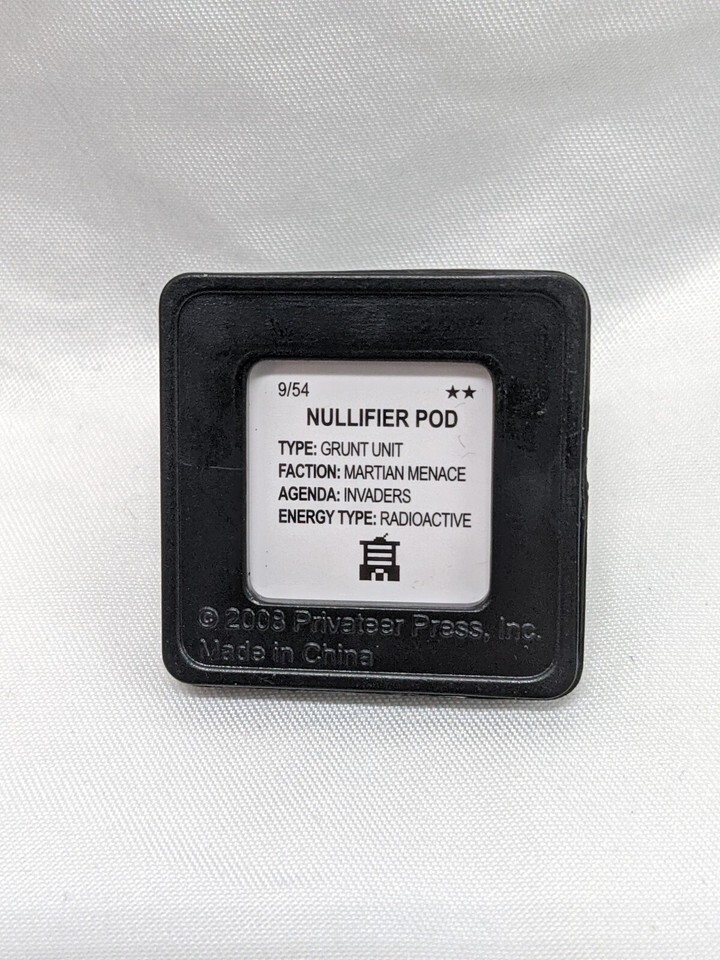 9/54 ★★
NULLIFIER POD
TYPE: GRUNT UNIT
FACTION: MARTIAN MENACE
AGENDA: INVADERS
ENERGY TYPE: RADIOACTIVE
© 2008 Privateer Press, Inc.
Made in China